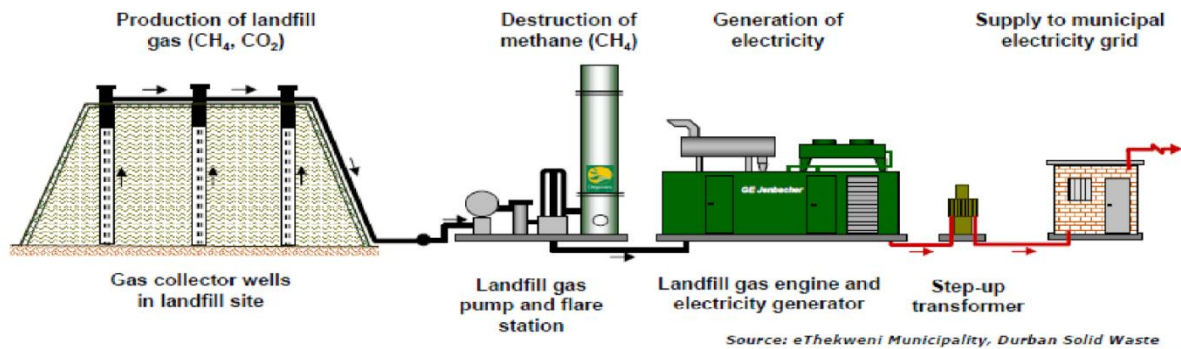 Production of landfill
gas (CH₄, CO₂)
Destruction of
methane (CH₄)
Generation of
electricity
Supply to municipal
electricity grid
GE Jenbacher
Gas collector wells
in landfill site
Landfill gas
pump and flare
station
Landfill gas engine and
electricity generator
Step-up
transformer
Source: eThekweni Municipality, Durban Solid Waste